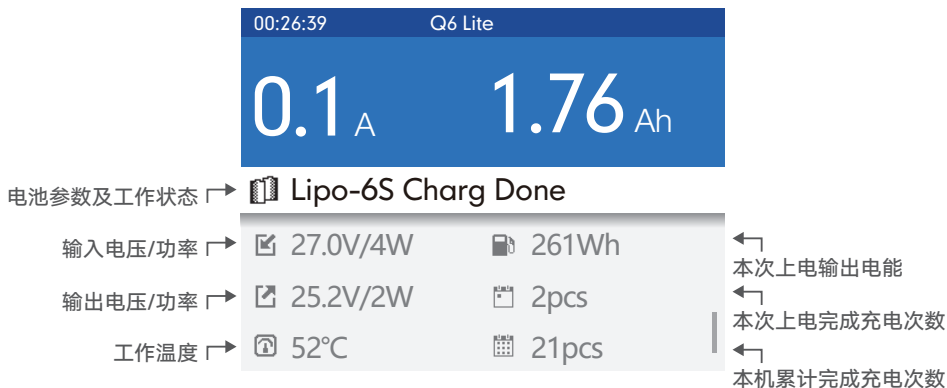 00:26:39 Q6 Lite
0.1 A 1.76 Ah
电池参数及工作状态 Lipo-6S Charg Done
输入电压/功率 27.0V/4W 261Wh 本次上电输出电能
输出电压/功率 25.2V/2W 2pcs 本次上电完成充电次数
工作温度 52℃ 21pcs 本机累计完成充电次数